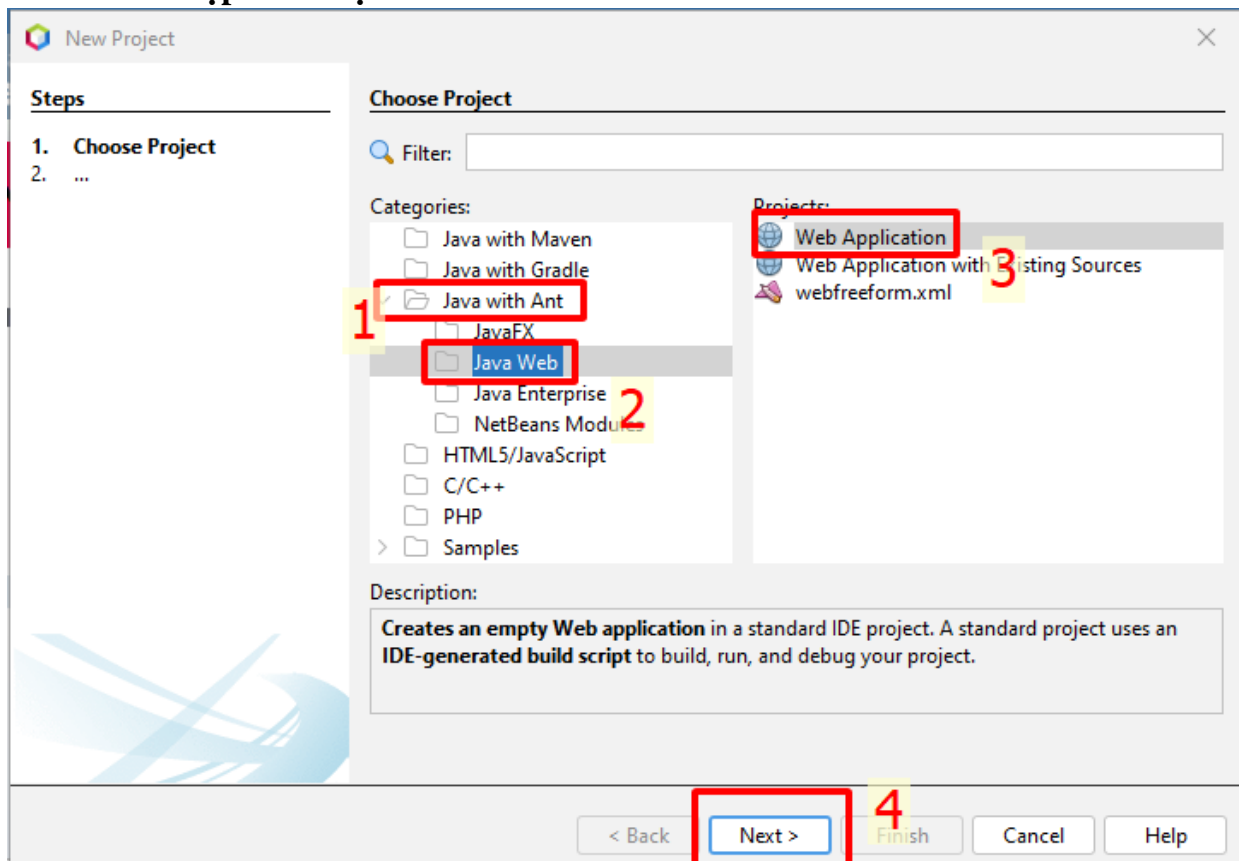 New Project
Steps
Choose Project
1. Choose Project
2. ...
Filter:
Categories:
Projects:
Java with Maven
Java with Gradle
Java with Ant
JavaFX
Java Web
Java Enterprise
NetBeans Modules
HTML5/JavaScript
C/C++
PHP
Samples
Web Application
Web Application with Existing Sources
webfreeform.xml
1
2
3
Description:
Creates an empty Web application in a standard IDE project. A standard project uses an
IDE-generated build script to build, run, and debug your project.
4
< Back
Next >
Finish
Cancel
Help